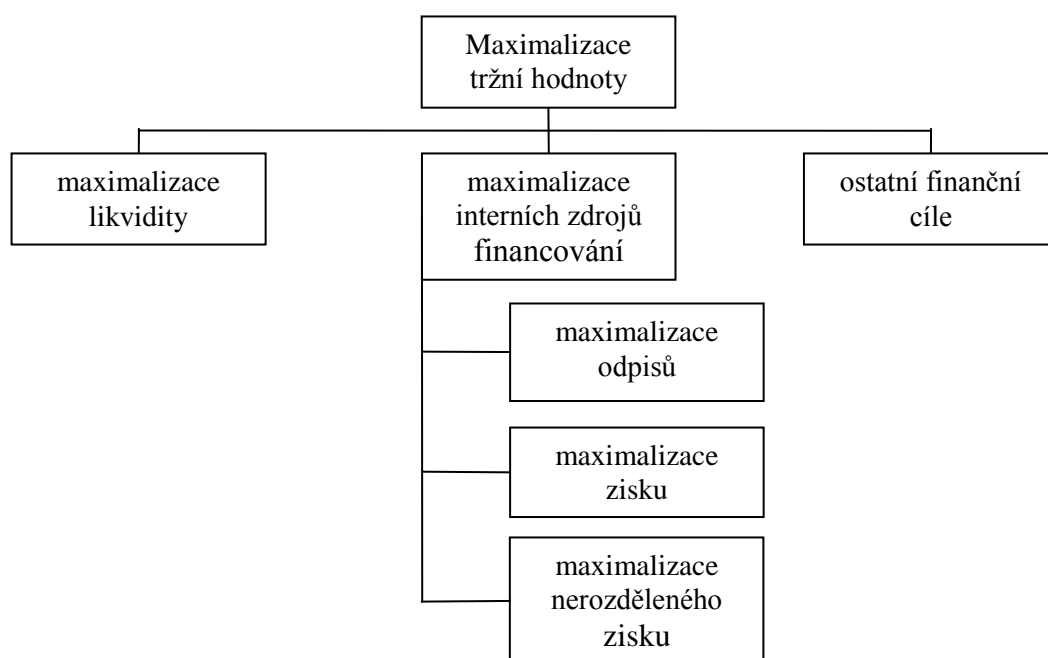 Maximalizace
tržní hodnoty
maximalizace
likvidity
maximalizace
interních zdrojů
financování
ostatní finanční
cíle
maximalizace
odpisů
maximalizace
zisku
maximalizace
nerozděleného
zisku